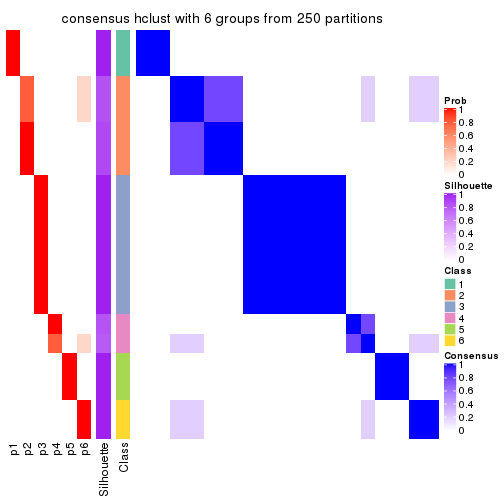 consensus hclust with 6 groups from 250 partitions
Prob
1
0.8
0.6
0.4
0.2
0
Silhouette
1
0.8
0.6
0.4
0.2
0
Class
1
2
3
4
5
6
Consensus
1
0.8
0.6
0.4
0.2
0
p1
p2
p3
p4
p5
p6
Silhouette
Class